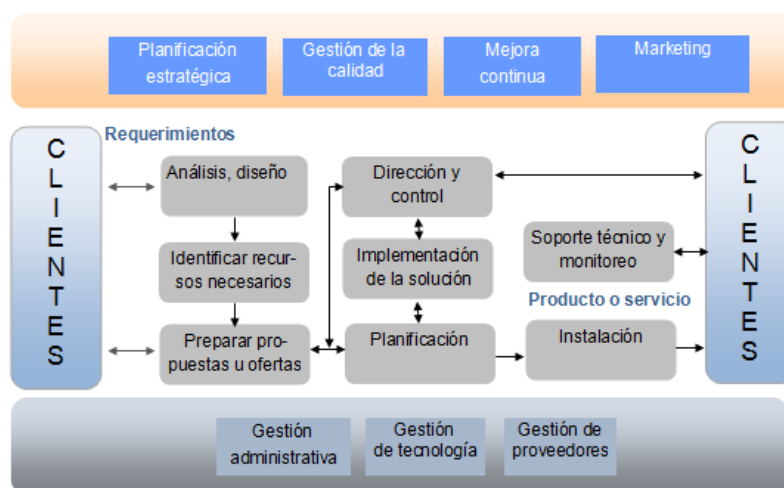 Planificación
estratégica
Gestión de la
calidad
Mejora
continua
Marketing
Requerimientos
CLIENTES
Análisis, diseño
Identificar recur-
sos necesarios
Preparar pro-
puestas u ofertas
Dirección y
control
Implementación
de la solución
Planificación
Soporte técnico y
monitoreo
Producto o servicio
Instalación
CLIENTES
Gestión
administrativa
Gestión
de tecnología
Gestión de
proveedores